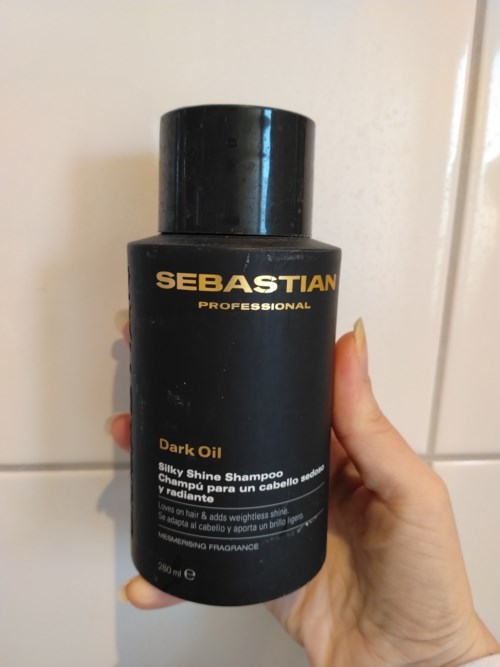 SEBASTIAN
PROFESSIONAL
Dark Oil
Silky Shine Shampoo
Champú para un cabello sedoso
y radiante
Loves on hair & adds weightless shine.
Se adapta al cabello y aporta un brillo ligero.
MESMERISING FRAGRANCE
280 ml ℮